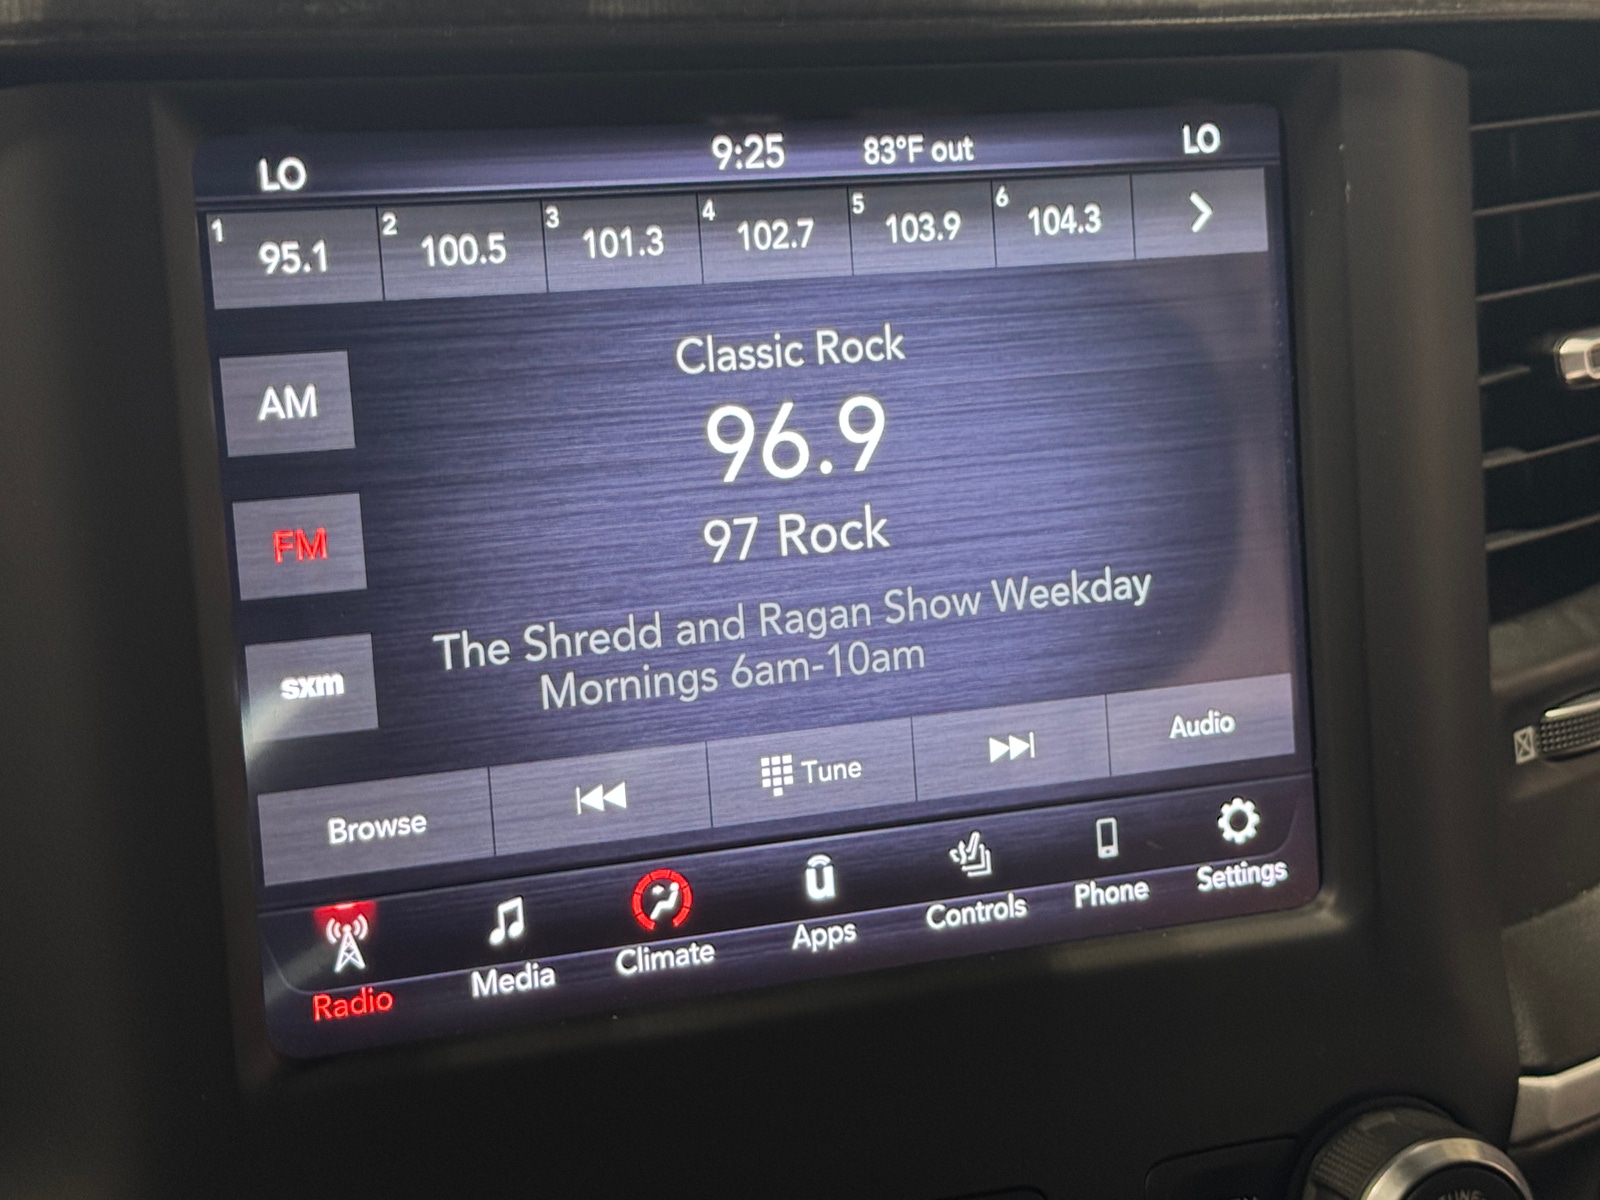 LO 9:25 83°F out LO
1 95.1 2 100.5 3 101.3 4 102.7 5 103.9 6 104.3
Classic Rock
AM
96.9
FM
97 Rock
The Shredd and Ragan Show Weekday
Mornings 6am-10am
sxm
Browse Tune Audio
Radio Media Climate Apps Controls Phone Settings
TUNE